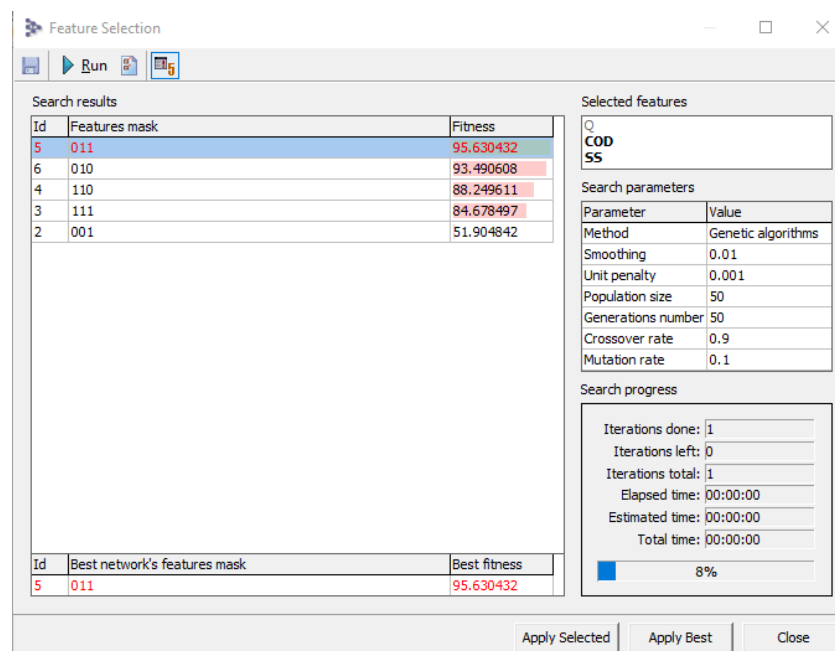 Feature Selection
Run
Search results
Id Features mask Fitness
5 011 95.630432
6 010 93.490608
4 110 88.249611
3 111 84.678497
2 001 51.904842
Id Best network's features mask Best fitness
5 011 95.630432
Selected features
Q
COD
SS
Search parameters
Parameter Value
Method Genetic algorithms
Smoothing 0.01
Unit penalty 0.001
Population size 50
Generations number 50
Crossover rate 0.9
Mutation rate 0.1
Search progress
Iterations done: 1
Iterations left: 0
Iterations total: 1
Elapsed time: 00:00:00
Estimated time: 00:00:00
Total time: 00:00:00
8%
Apply Selected Apply Best Close